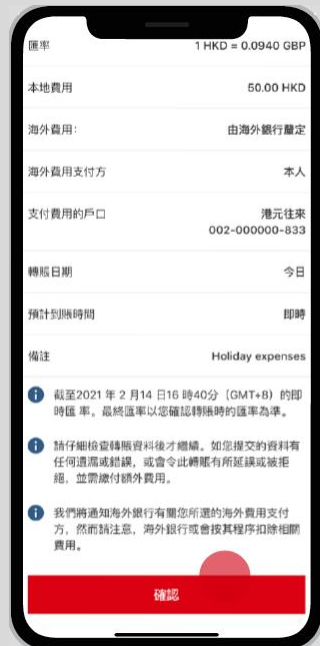 匯率 1 HKD = 0.0940 GBP
本地費用 50.00 HKD
海外費用： 由海外銀行釐定
海外費用支付方 本人
支付費用的戶口 港元往來
002-000000-833
轉賬日期 今日
預計到賬時間 即時
備註 Holiday expenses
截至2021 年 2 月14 日16 時40分（GMT+8）的即
時匯 率。最終匯率以您確認轉賬時的匯率為準。
請仔細檢查轉賬資料後才繼續。如您提交的資料有
任何遺漏或錯誤，或會令此轉賬有所延誤或被拒
絕，並需繳付額外費用。
我們將通知海外銀行有關您所選的海外費用支付
方，然而請注意，海外銀行或會按其程序扣除相關
費用。
確認